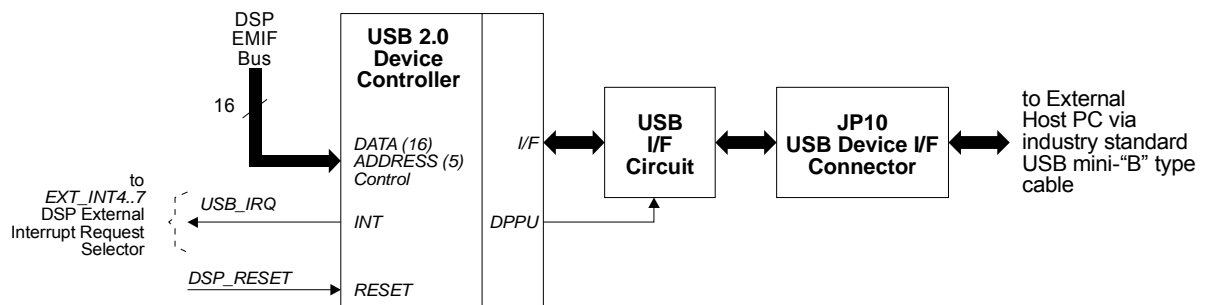 DSP
EMIF
Bus
16
USB 2.0
Device
Controller
DATA (16)
ADDRESS (5)
Control
I/F
USB
I/F
Circuit
JP10
USB Device I/F
Connector
to External
Host PC via
industry standard
USB mini-“B” type
cable
to
EXT_INT4..7
DSP External
Interrupt Request
Selector
USB_IRQ
INT
DPPU
DSP_RESET
RESET